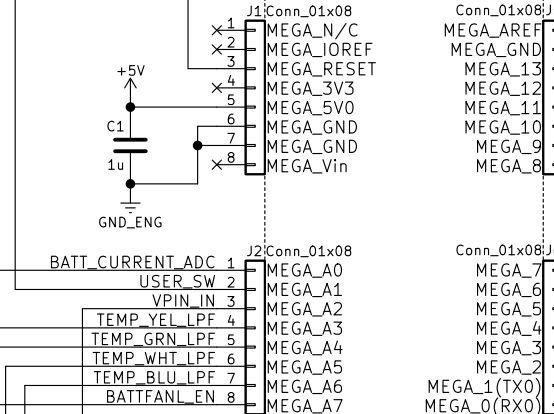 J1 Conn_01x08
1 MEGA_N/C
2 MEGA_IOREF
3 MEGA_RESET
4 MEGA_3V3
5 MEGA_5V0
6 MEGA_GND
7 MEGA_GND
8 MEGA_Vin
+5V
C1
1u
GND_ENG
Conn_01x08
MEGA_AREF
MEGA_GND
MEGA_13
MEGA_12
MEGA_11
MEGA_10
MEGA_9
MEGA_8
J2 Conn_01x08
BATT_CURRENT_ADC 1 MEGA_A0
USER_SW 2 MEGA_A1
VPIN_IN 3 MEGA_A2
TEMP_YEL_LPF 4 MEGA_A3
TEMP_GRN_LPF 5 MEGA_A4
TEMP_WHT_LPF 6 MEGA_A5
TEMP_BLU_LPF 7 MEGA_A6
BATTFANL_EN 8 MEGA_A7
Conn_01x08
MEGA_7
MEGA_6
MEGA_5
MEGA_4
MEGA_3
MEGA_2
MEGA_1(TX0)
MEGA_0(RX0)